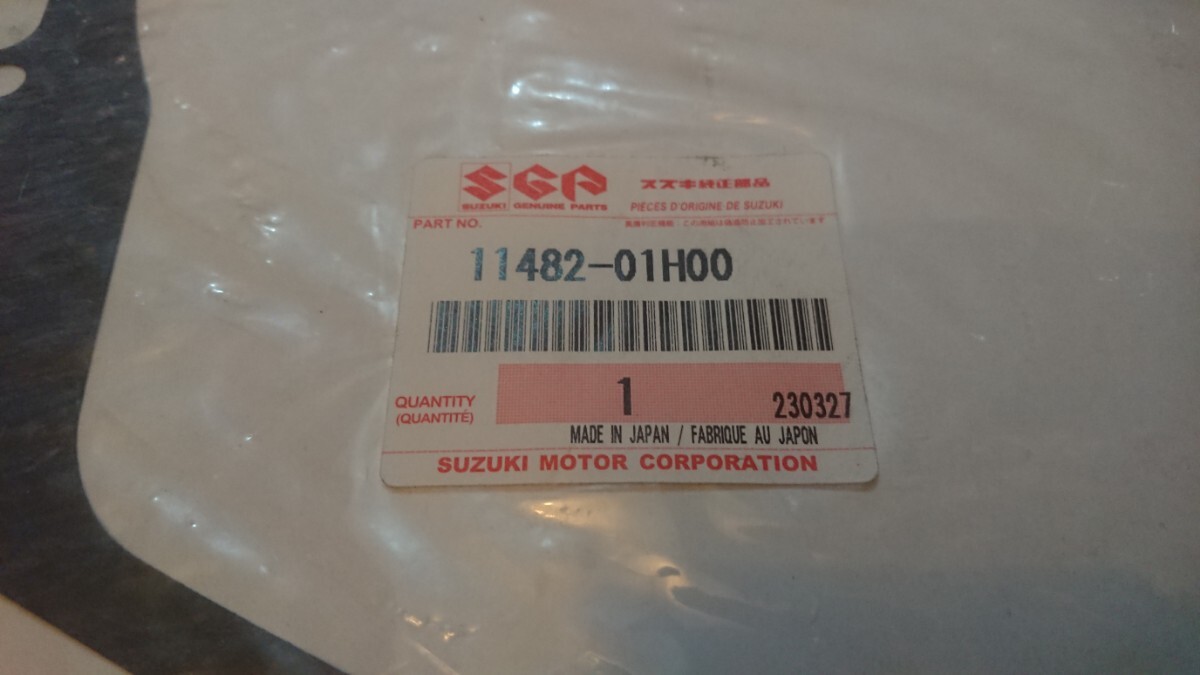 SGP スズキ純正部品
SUZUKI GENUINE PARTS PIÈCES D'ORIGINE DE SUZUKI
PART NO.
11482-01H00
QUANTITY
(QUANTITÉ)
1
230327
MADE IN JAPAN / FABRIQUE AU JAPON
SUZUKI MOTOR CORPORATION